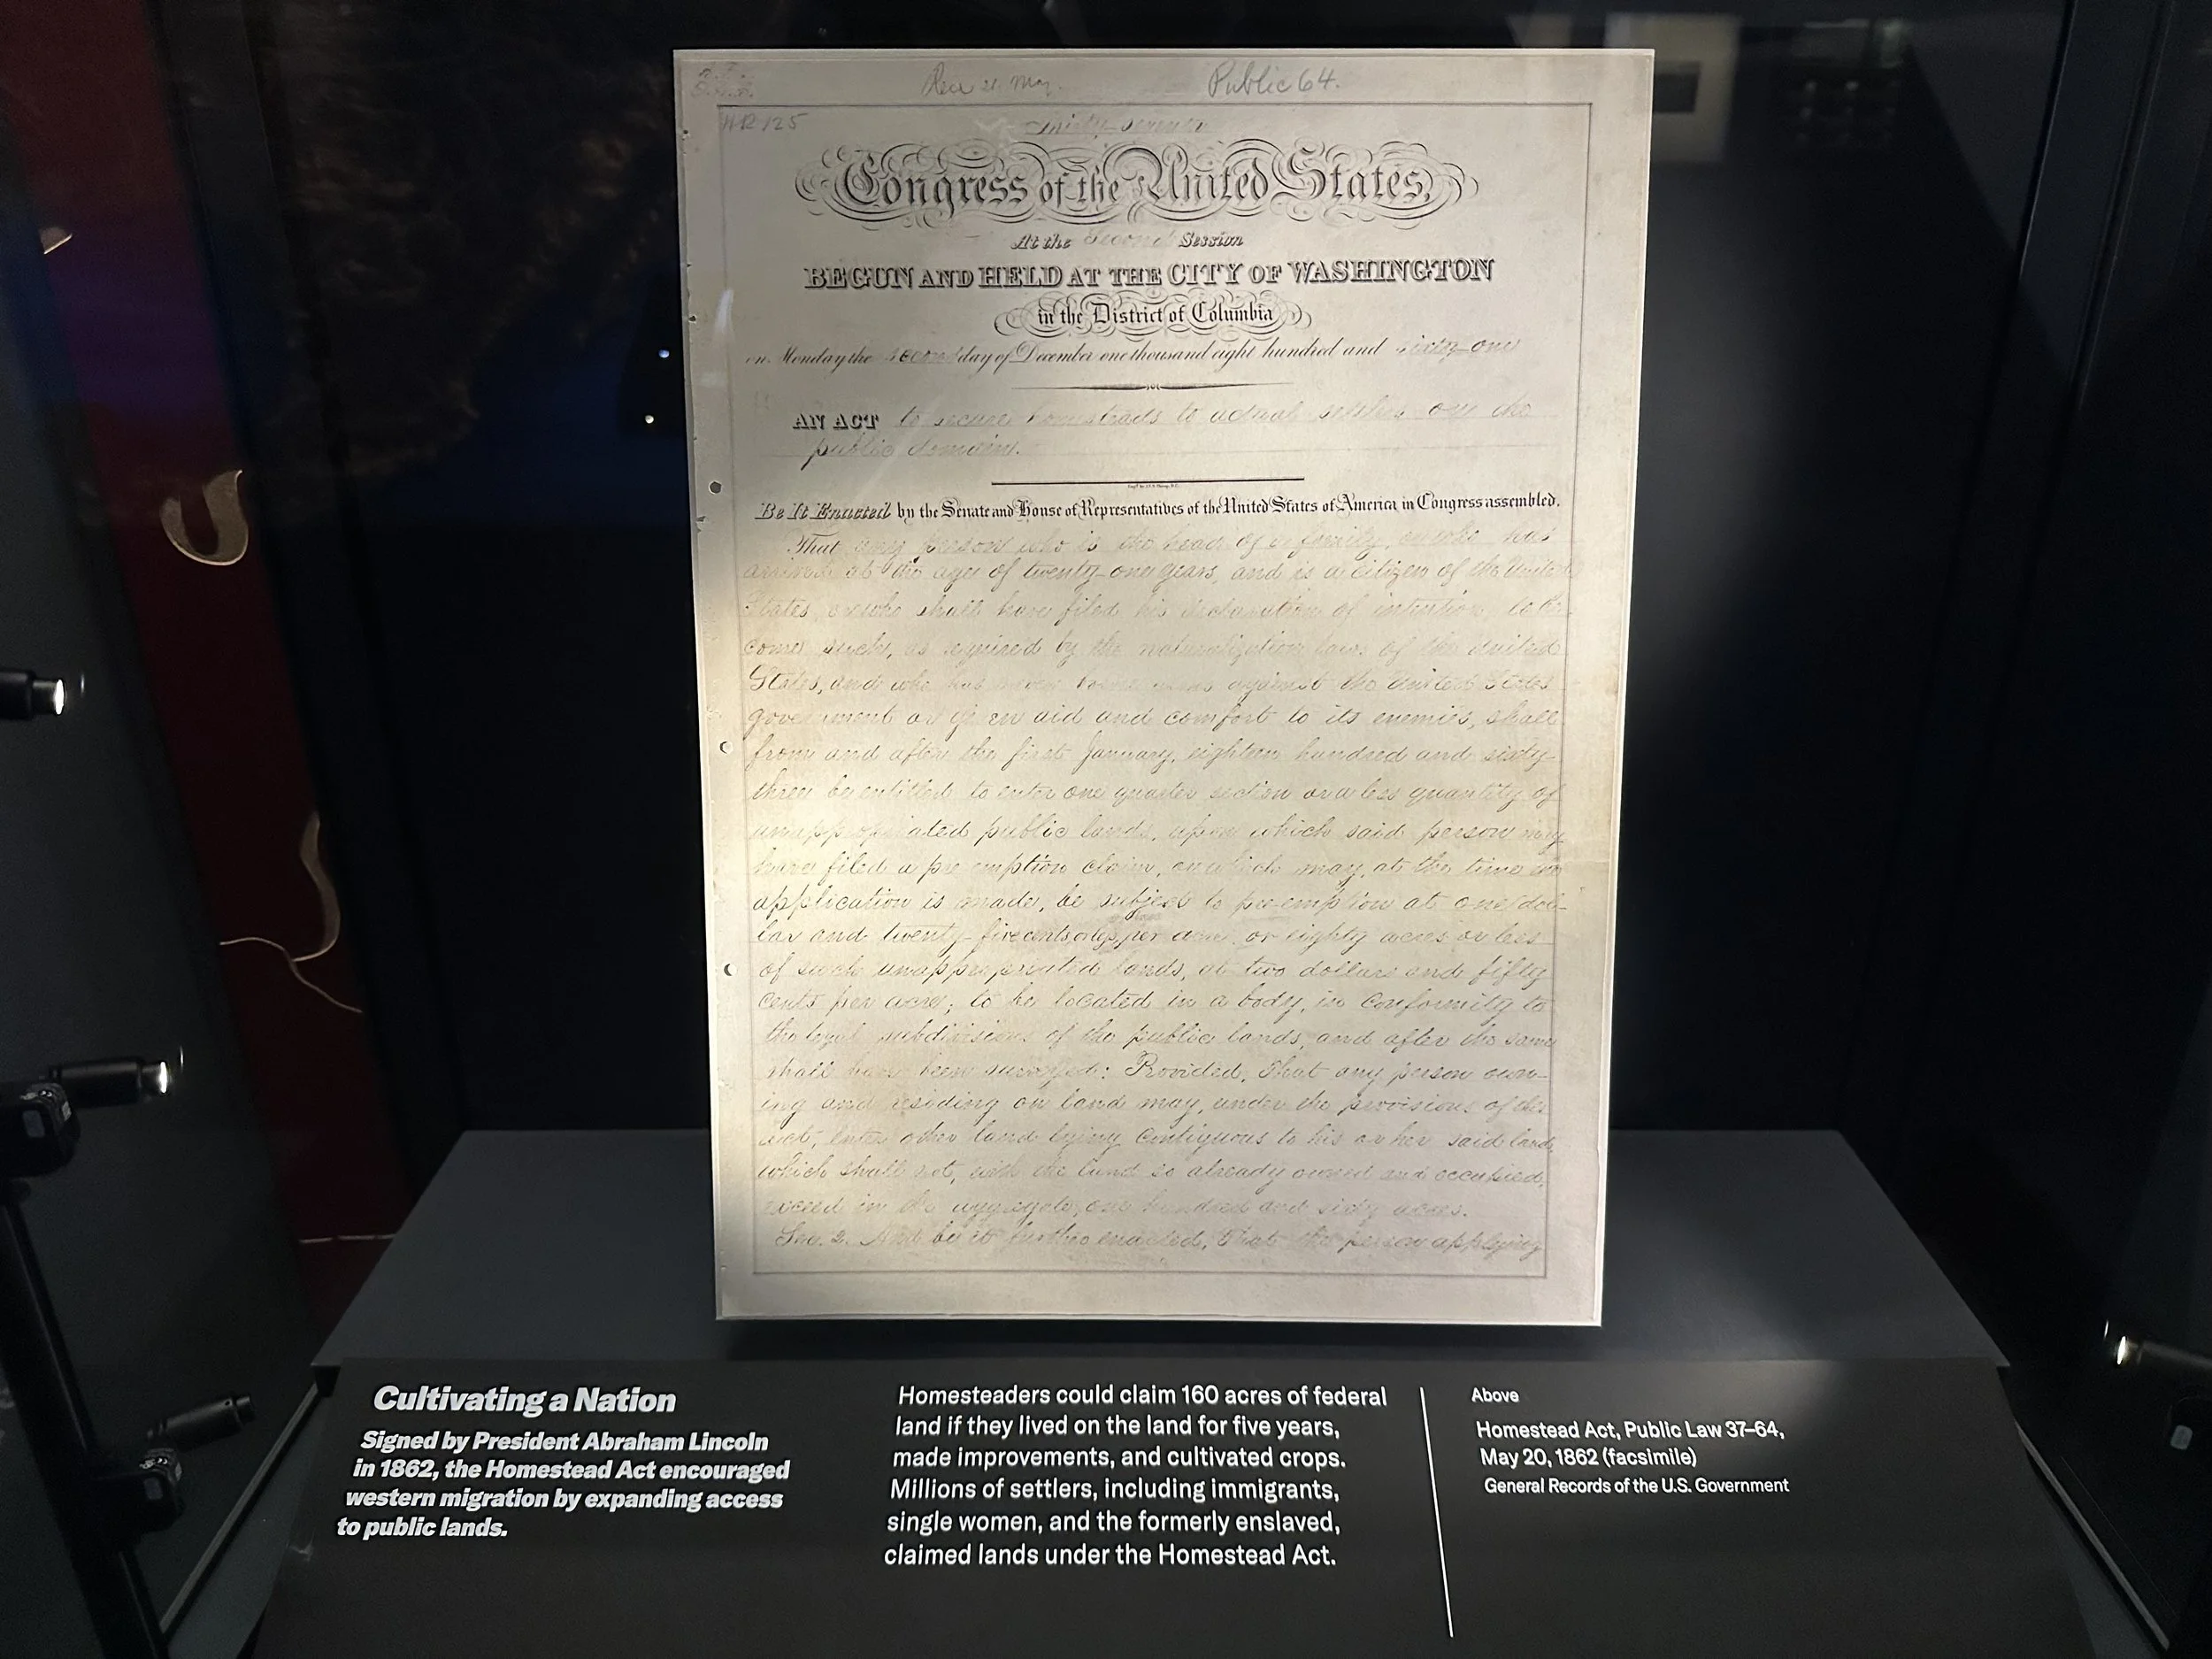 Rec 21 May. Public 64.
HR 125
Thirty-Seventh
Congress of the United States,
At the Second Session
BEGUN AND HELD AT THE CITY OF WASHINGTON
in the District of Columbia
on Monday the second day of December one thousand eight hundred and sixty-one
AN ACT to secure homesteads to actual settlers on the
public domain.
Be It Enacted by the Senate and House of Representatives of the United States of America in Congress assembled,
That any person who is the head of a family, or who has
arrived at the age of twenty-one years, and is a citizen of the United
States, or who shall have filed his declaration of intention to be-
come such, as required by the naturalization laws of the United
States, and who has never borne arms against the United States
government or given aid and comfort to its enemies, shall
from and after the first January, eighteen hundred and sixty-
three be entitled to enter one quarter section or a less quantity of
unappropriated public lands, upon which said person may
have filed a preemption claim, or which may, at the time the
application is made, be subject to preemption at one dol-
lar and twenty-five cents or less, per acre; or eighty acres or less
of such unappropriated lands, at two dollars and fifty
cents per acre; to be located in a body, in conformity to
the legal subdivisions of the public lands, and after the same
shall have been surveyed: Provided, That any person own-
ing and residing on land may, under the provisions of this
act, enter other land lying contiguous to his or her said land,
which shall not, with the land so already owned and occupied,
exceed in the aggregate one hundred and sixty acres.
Sec. 2. And be it further enacted, That the person applying
Cultivating a Nation
Signed by President Abraham Lincoln
in 1862, the Homestead Act encouraged
western migration by expanding access
to public lands.
Homesteaders could claim 160 acres of federal
land if they lived on the land for five years,
made improvements, and cultivated crops.
Millions of settlers, including immigrants,
single women, and the formerly enslaved,
claimed lands under the Homestead Act.
Above
Homestead Act, Public Law 37–64,
May 20, 1862 (facsimile)
General Records of the U.S. Government